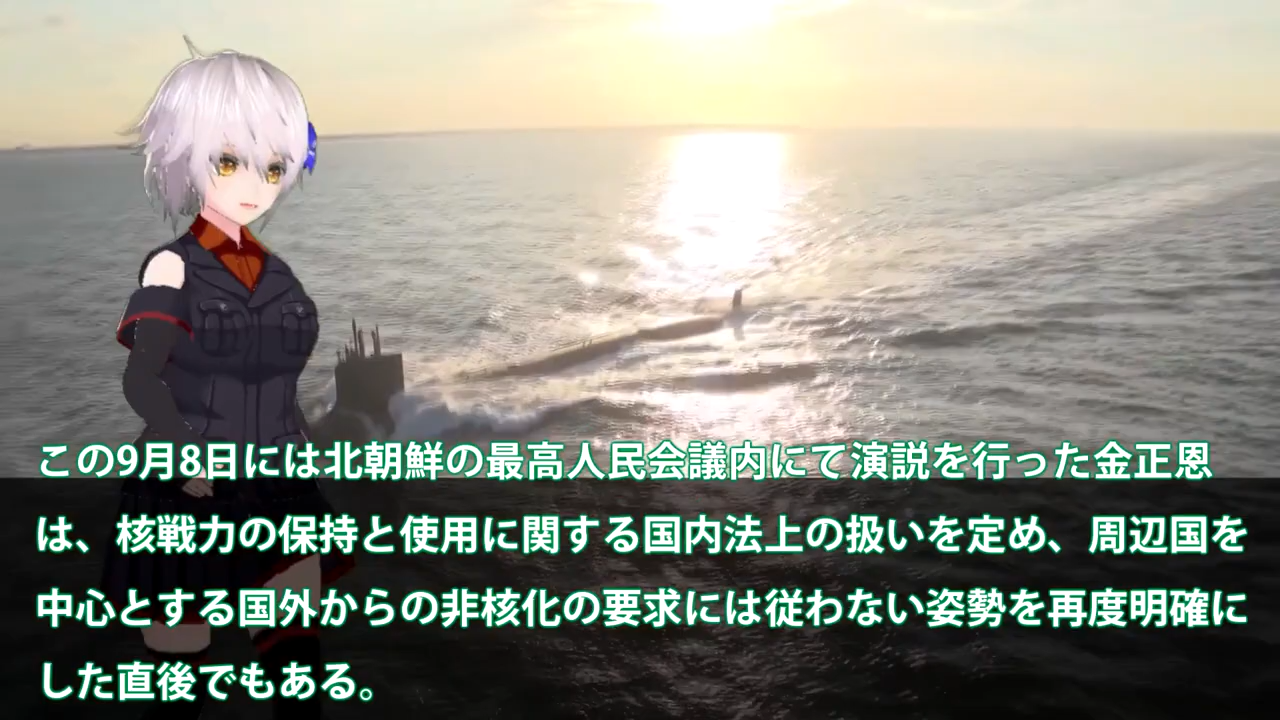 この9月8日には北朝鮮の最高人民会議内にて演説を行った金正恩
は、核戦力の保持と使用に関する国内法上の扱いを定め、周辺国を
中心とする国外からの非核化の要求には従わない姿勢を再度明確に
した直後でもある。